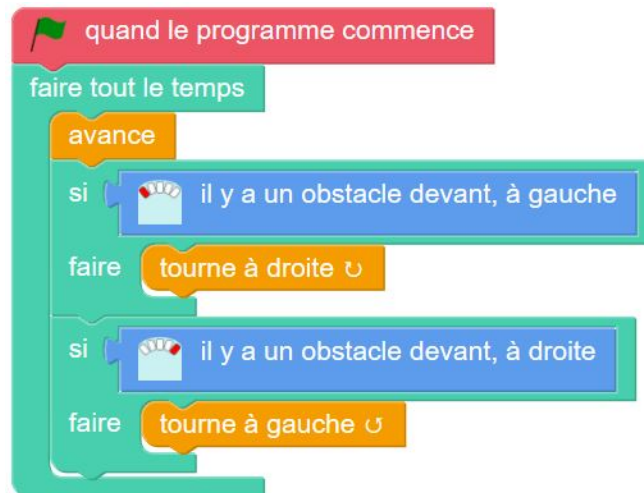 quand le programme commence
faire tout le temps
avance
si il y a un obstacle devant, à gauche
faire tourne à droite ↻
si il y a un obstacle devant, à droite
faire tourne à gauche ↺